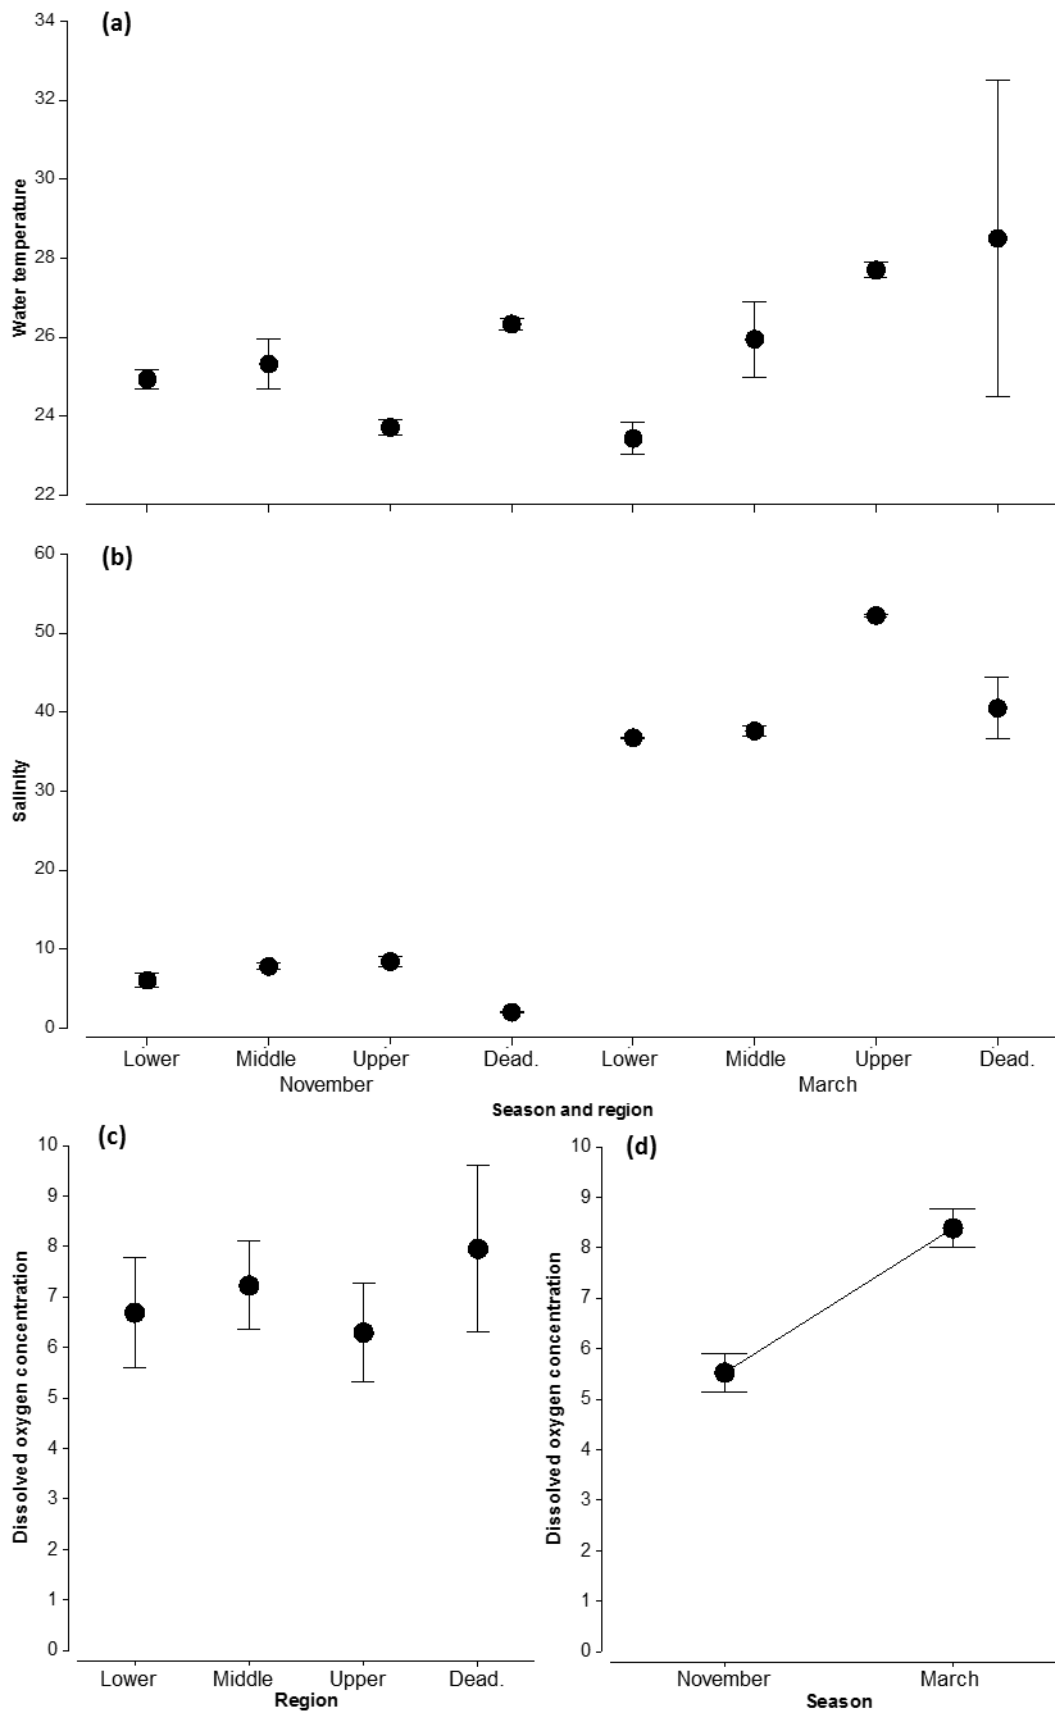 (a)
34
32
30
28
26
24
22
Water temperature
(b)
60
50
40
30
20
10
0
Salinity
Lower Middle Upper Dead. Lower Middle Upper Dead.
November March
Season and region
(c)
10
9
8
7
6
5
4
3
2
1
0
Dissolved oxygen concentration
Lower Middle Upper Dead.
Region
(d)
10
9
8
7
6
5
4
3
2
1
0
Dissolved oxygen concentration
November March
Season